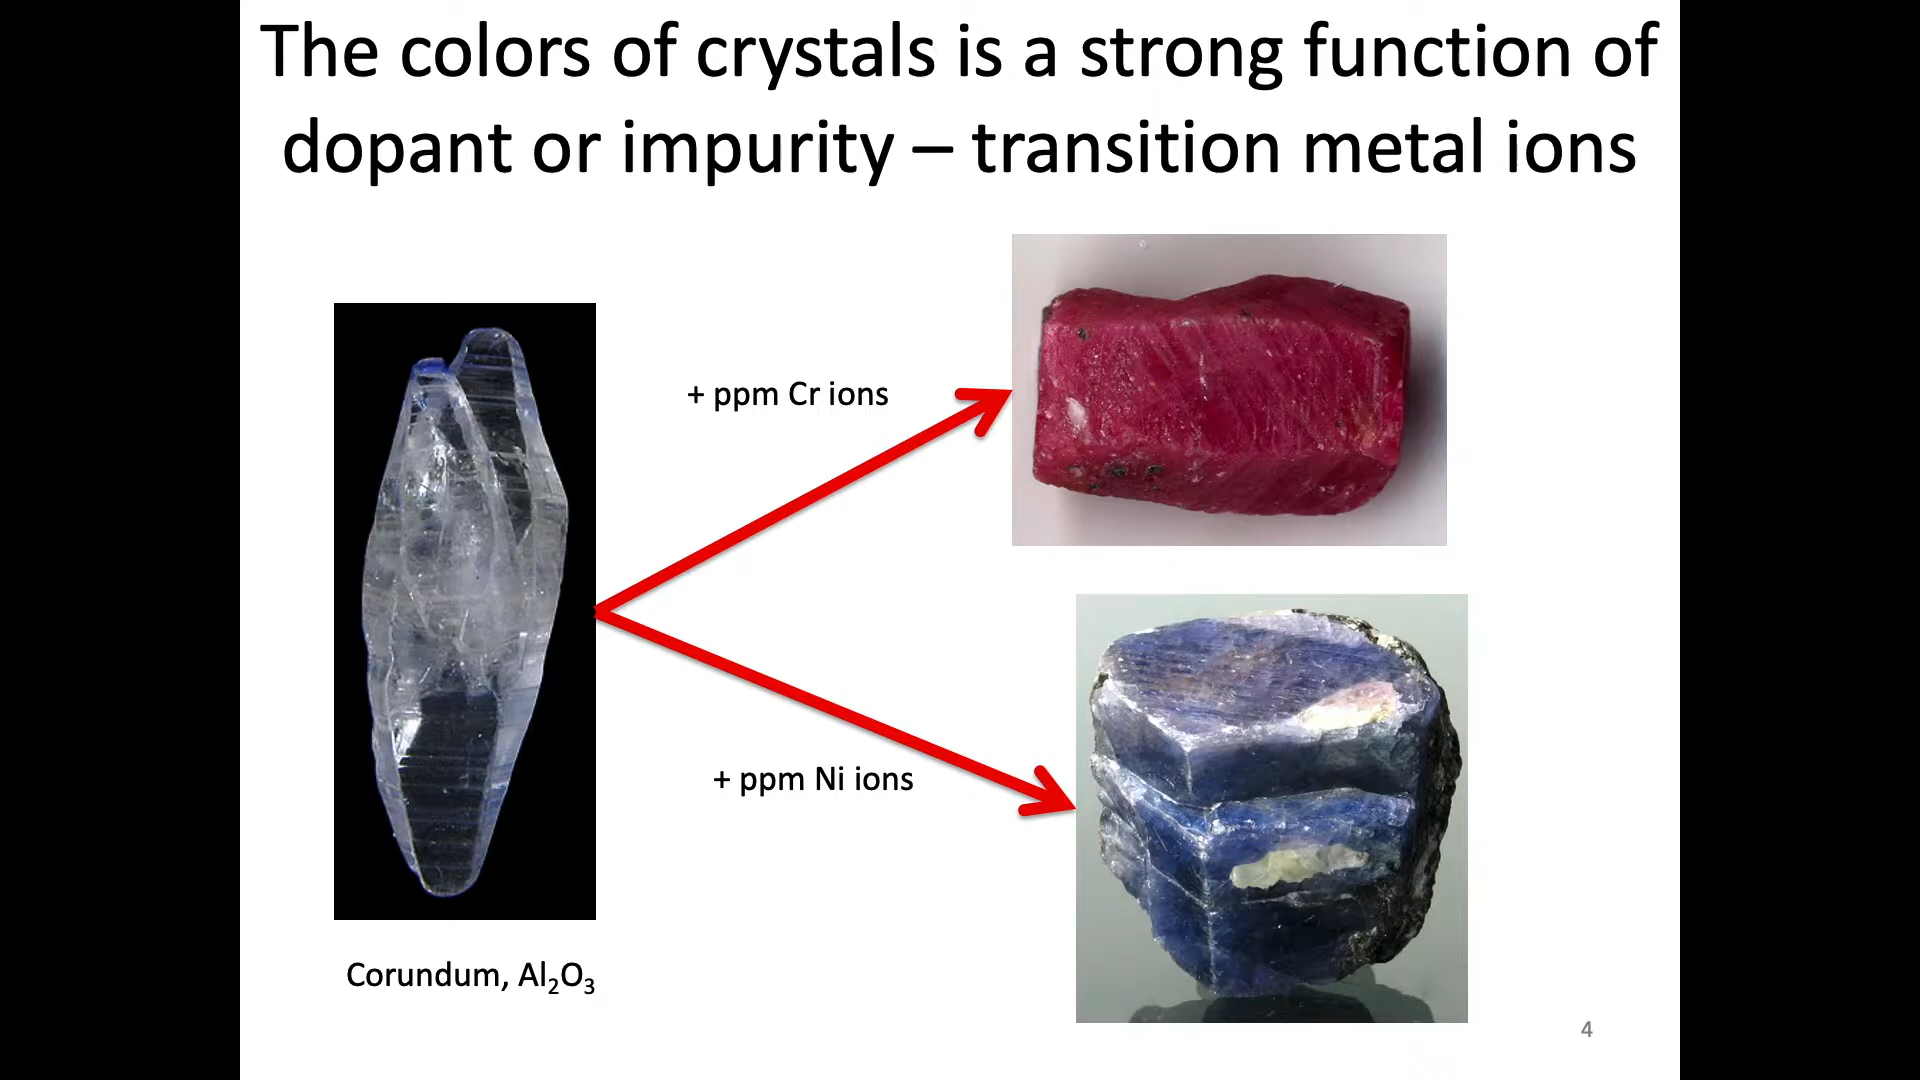 The colors of crystals is a strong function of
dopant or impurity – transition metal ions
+ ppm Cr ions
+ ppm Ni ions
Corundum, Al₂O₃
4